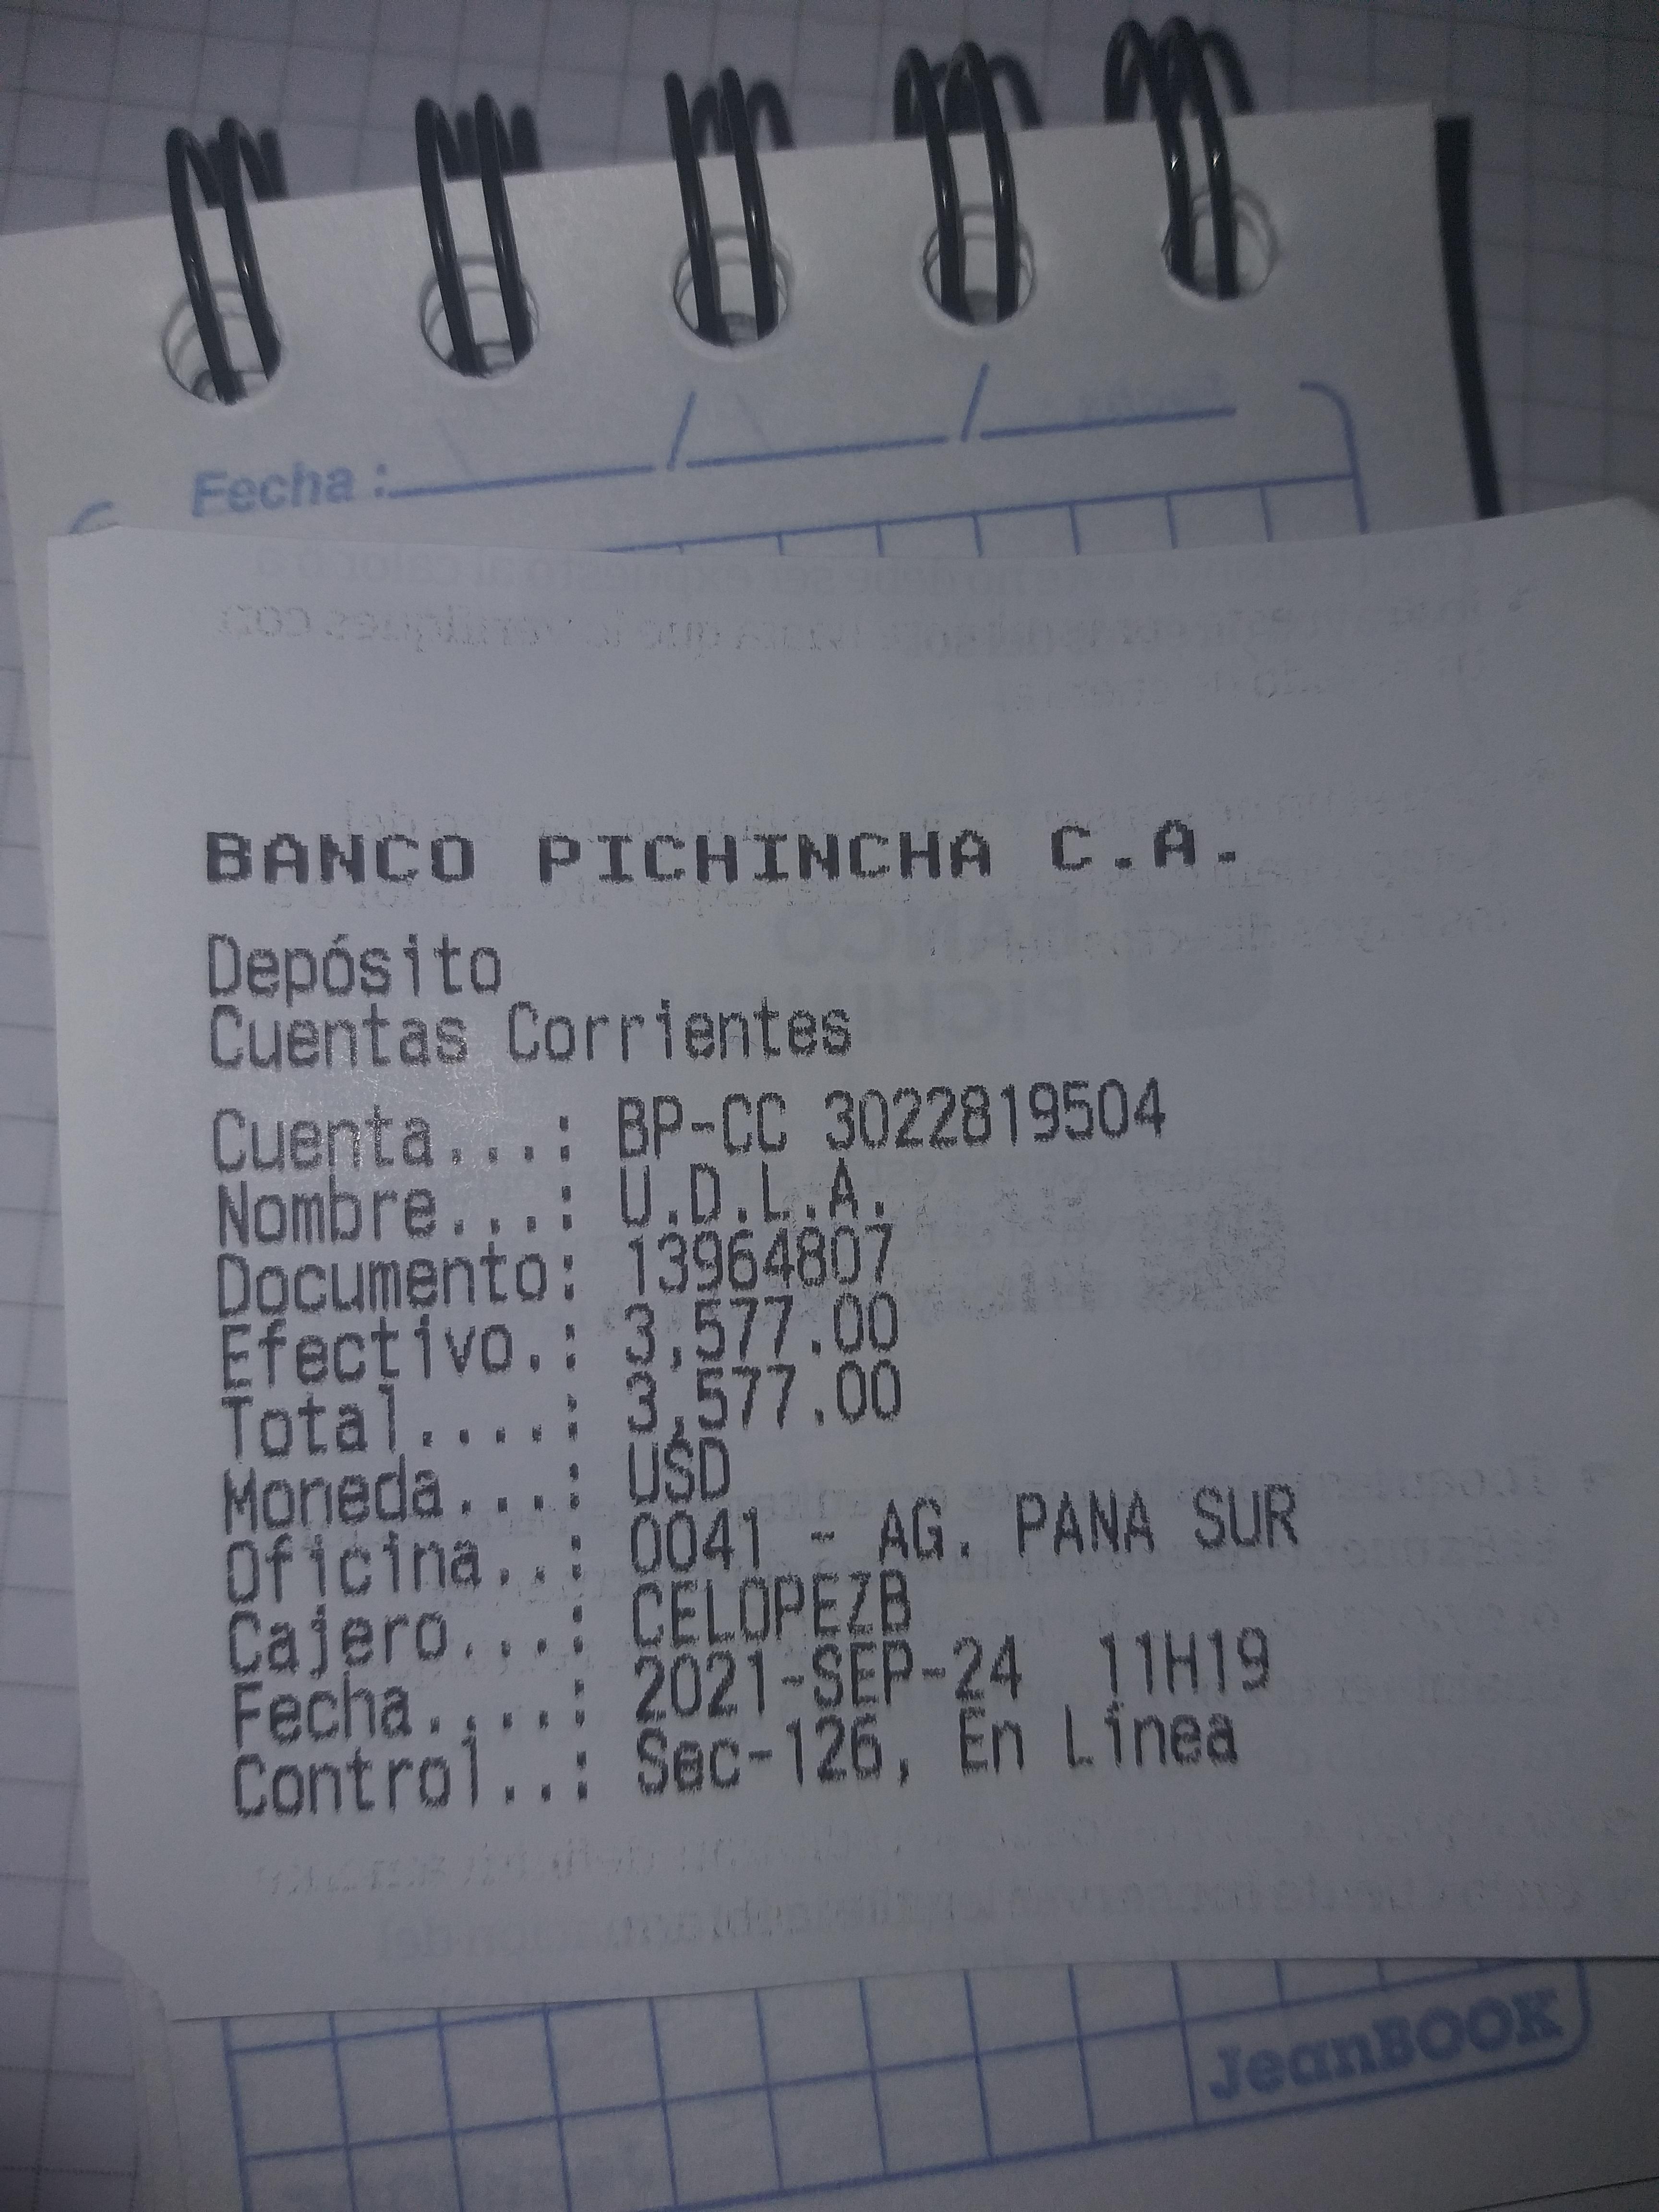 Fecha :
BANCO PICHINCHA C.A.
Depósito
Cuentas Corrientes
Cuenta...: BP-CC 3022819504
Nombre...: U.D.L.A.
Documento: 13964807
Efectivo.: 3,577.00
Total....: 3,577.00
Moneda...: USD
Oficina..: 0041 - AG. PANA SUR
Cajero...: CELOPEZB
Fecha....: 2021-SEP-24 11H19
Control..: Sec-126, En Línea
JeanBOOK